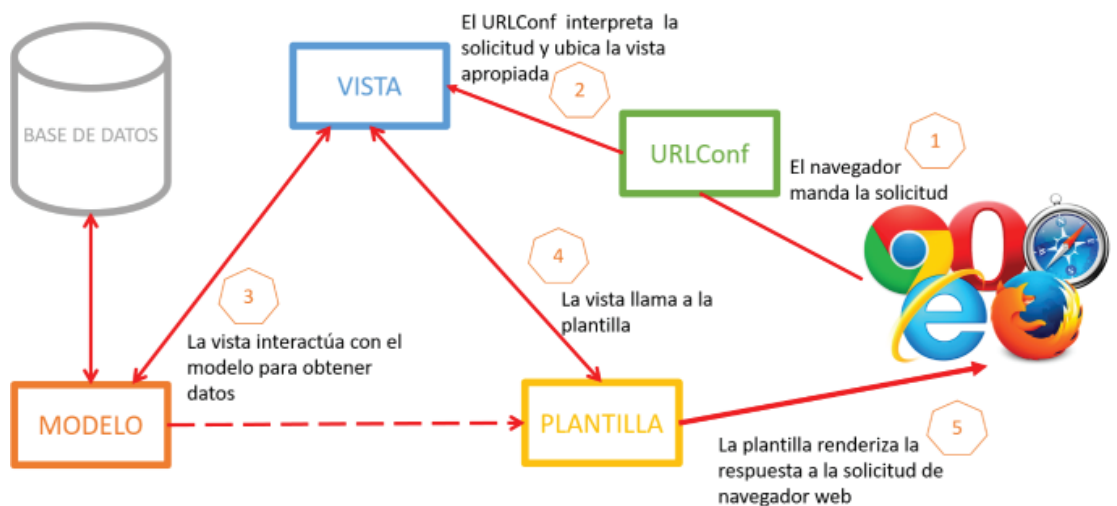 El URLConf interpreta la
solicitud y ubica la vista
apropiada
2
VISTA
BASE DE DATOS
URLConf
1
El navegador
manda la solicitud
4
La vista llama a la
plantilla
3
La vista interactúa con el
modelo para obtener
datos
MODELO
PLANTILLA
5
La plantilla renderiza la
respuesta a la solicitud de
navegador web